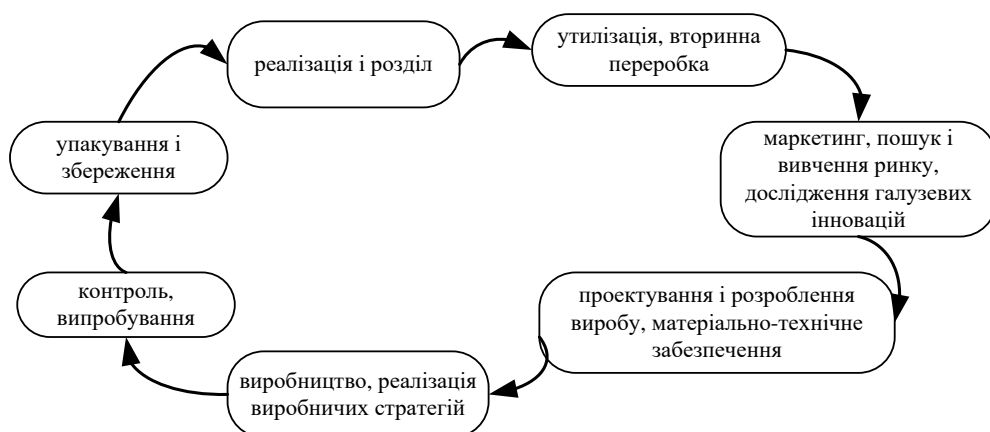 реалізація і розділ
утилізація, вторинна
переробка
маркетинг, пошук і
вивчення ринку,
дослідження галузевих
інновацій
проектування і розроблення
виробу, матеріально-технічне
забезпечення
виробництво, реалізація
виробничих стратегій
контроль,
випробування
упакування і
збереження